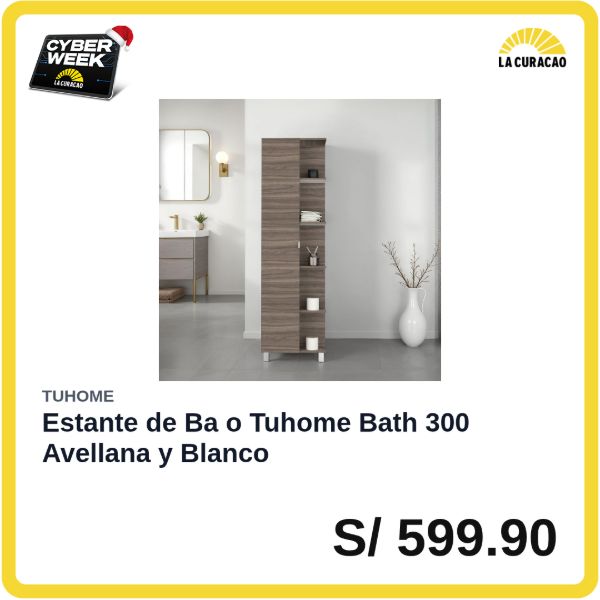 CYBER
WEEK
LA CURACAO
LA CURACAO
TUHOME
Estante de Ba o Tuhome Bath 300
Avellana y Blanco
S/ 599.90